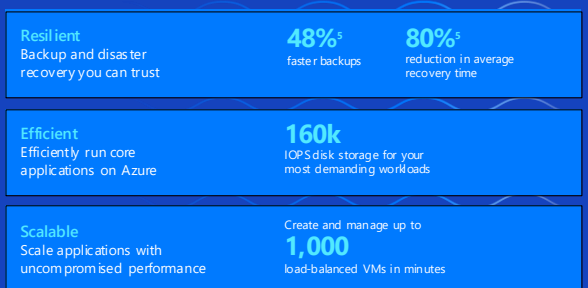 Resilient
Backup and disaster
recovery you can trust
48%5
faster backups
80%5
reduction in average
recovery time
Efficient
Efficiently run core
applications on Azure
160k
IOPS disk storage for your
most demanding workloads
Scalable
Scale applications with
uncompromised performance
Create and manage up to
1,000
load-balanced VMs in minutes